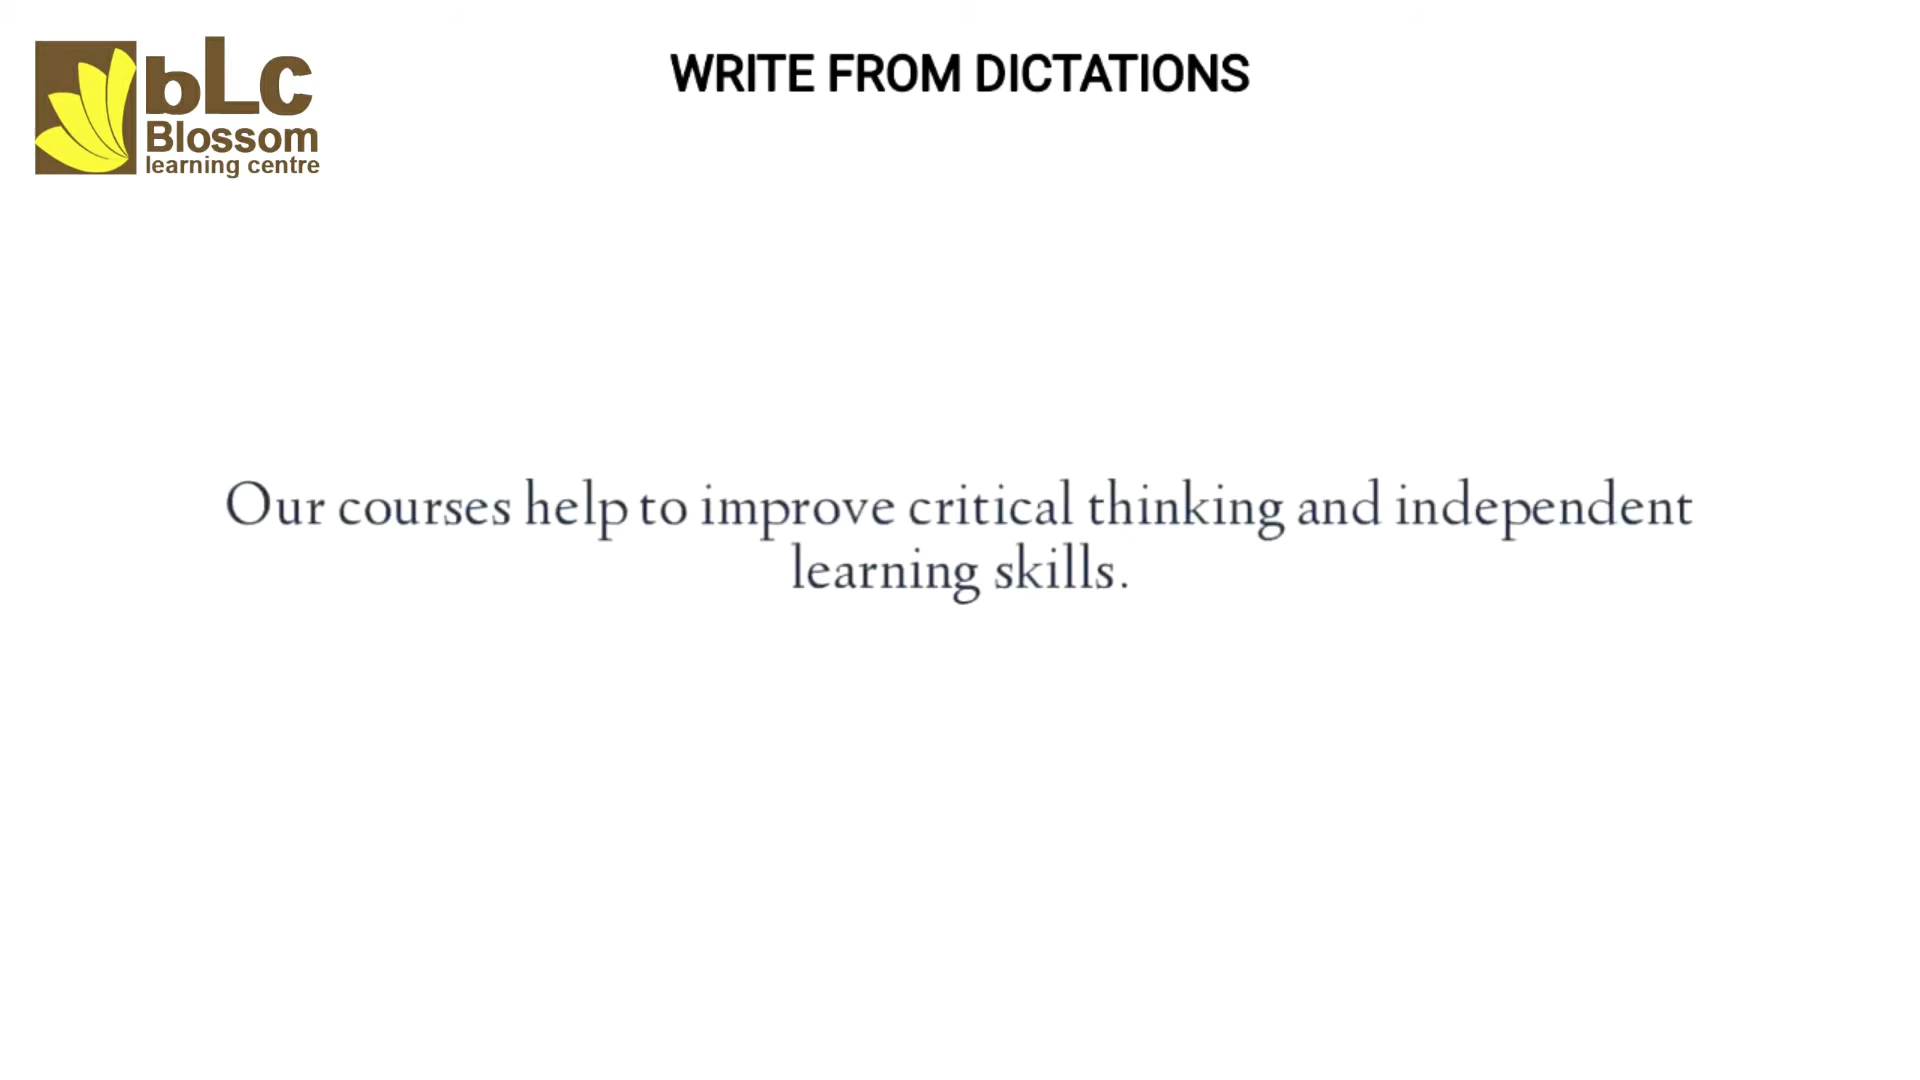 bLc
Blossom
learning centre
WRITE FROM DICTATIONS
Our courses help to improve critical thinking and independent
learning skills.